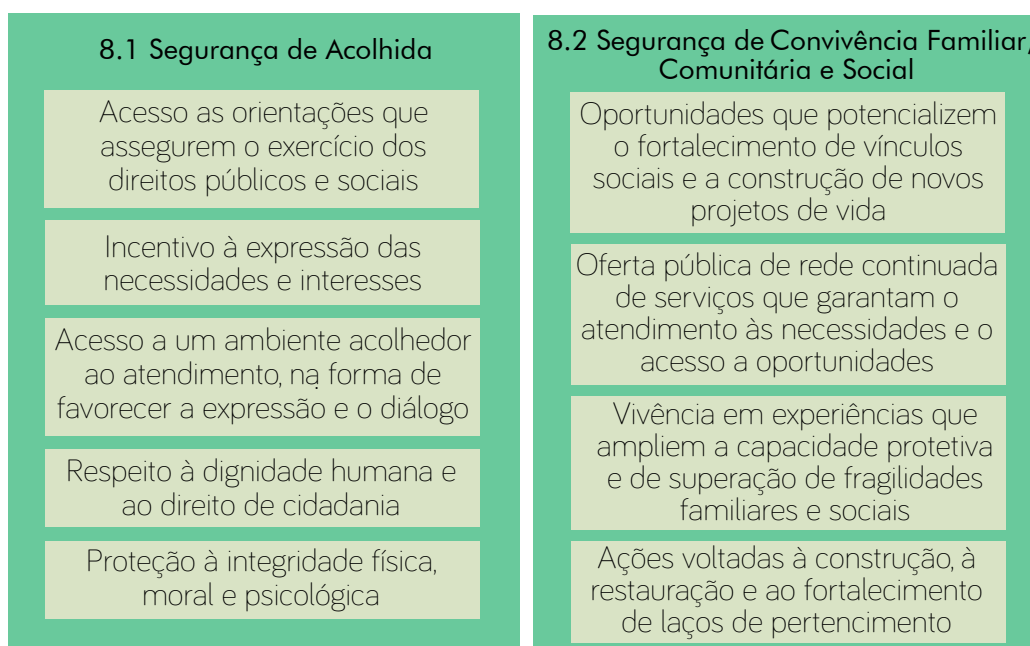 8.1 Segurança de Acolhida
Acesso as orientações que
assegurem o exercício dos
direitos públicos e sociais
Incentivo à expressão das
necessidades e interesses
Acesso a um ambiente acolhedor
ao atendimento, na forma de
favorecer a expressão e o diálogo
Respeito à dignidade humana e
ao direito de cidadania
Proteção à integridade física,
moral e psicológica
8.2 Segurança de Convivência Familiar,
Comunitária e Social
Oportunidades que potencializem
o fortalecimento de vínculos
sociais e a construção de novos
projetos de vida
Oferta pública de rede continuada
de serviços que garantam o
atendimento às necessidades e o
acesso a oportunidades
Vivência em experiências que
ampliem a capacidade protetiva
e de superação de fragilidades
familiares e sociais
Ações voltadas à construção, à
restauração e ao fortalecimento
de laços de pertencimento